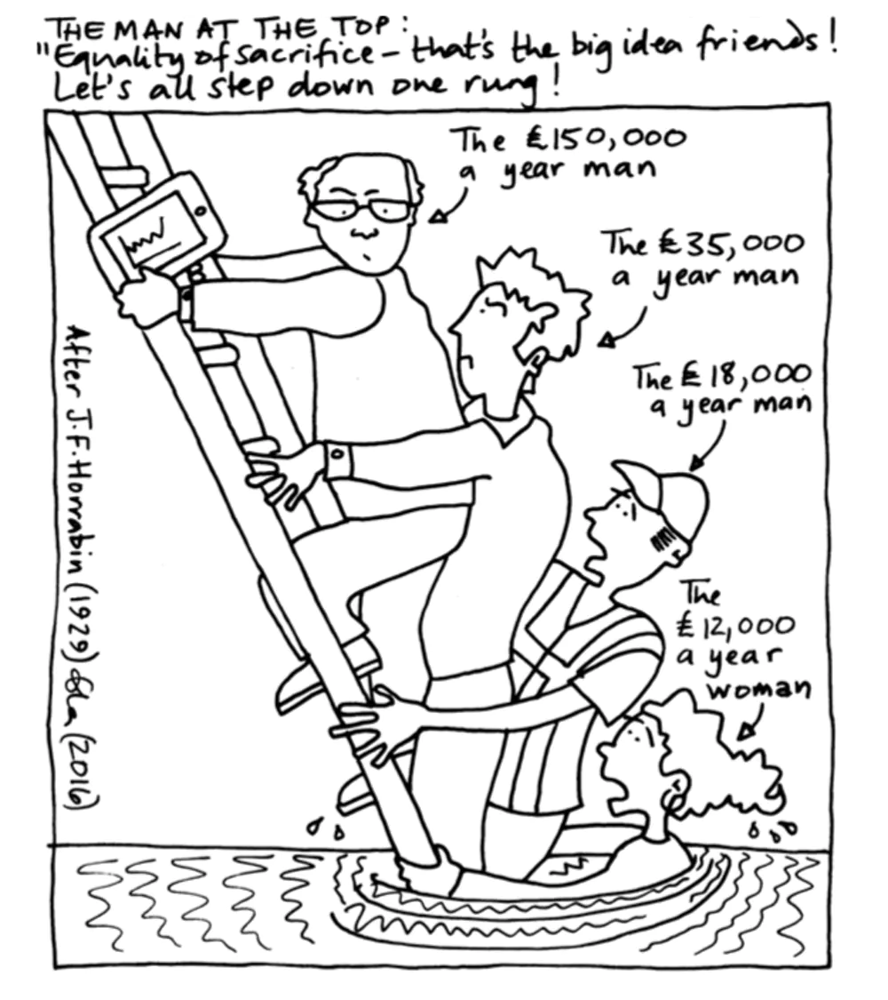 THE MAN AT THE TOP:
"Equality of sacrifice – that's the big idea friends!
Let's all step down one rung!
The £150,000
a year man
The £35,000
a year man
The £18,000
a year man
The
£12,000
a year
woman
After J.F. Horrabin (1929) (2016)